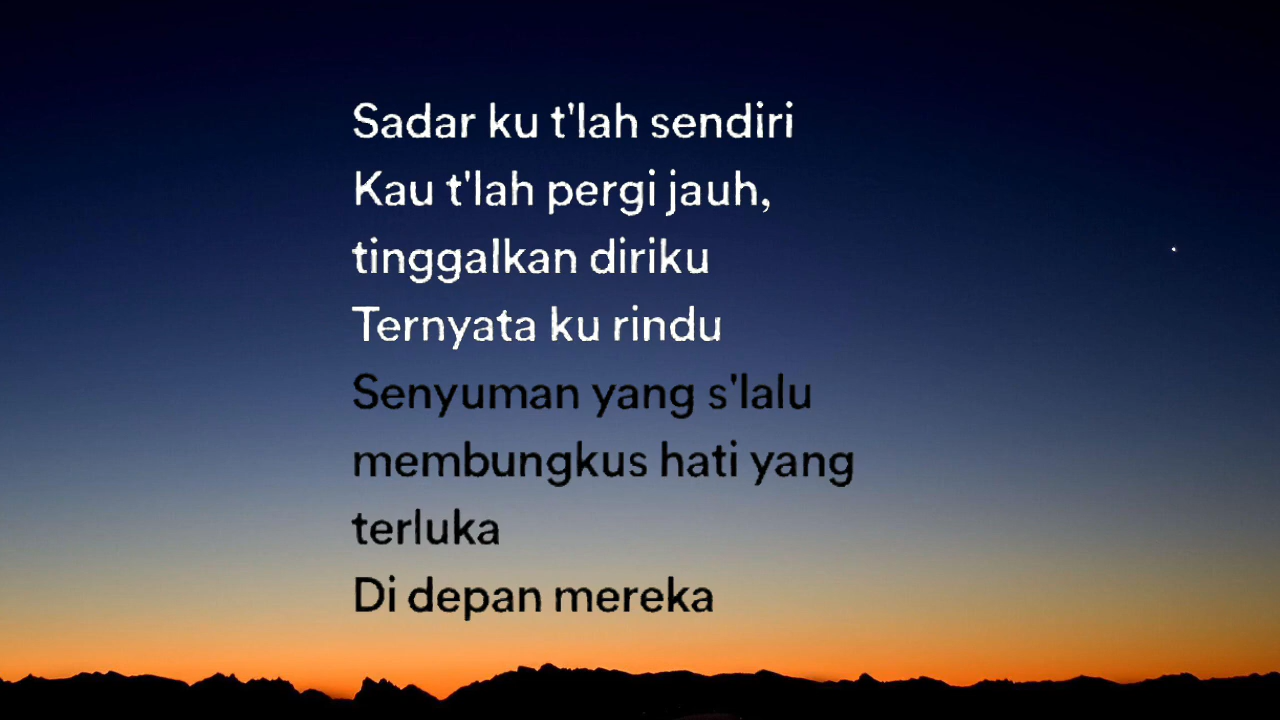 Sadar ku t'lah sendiri
Kau t'lah pergi jauh,
tinggalkan diriku
Ternyata ku rindu
Senyuman yang s'lalu
membungkus hati yang
terluka
Di depan mereka